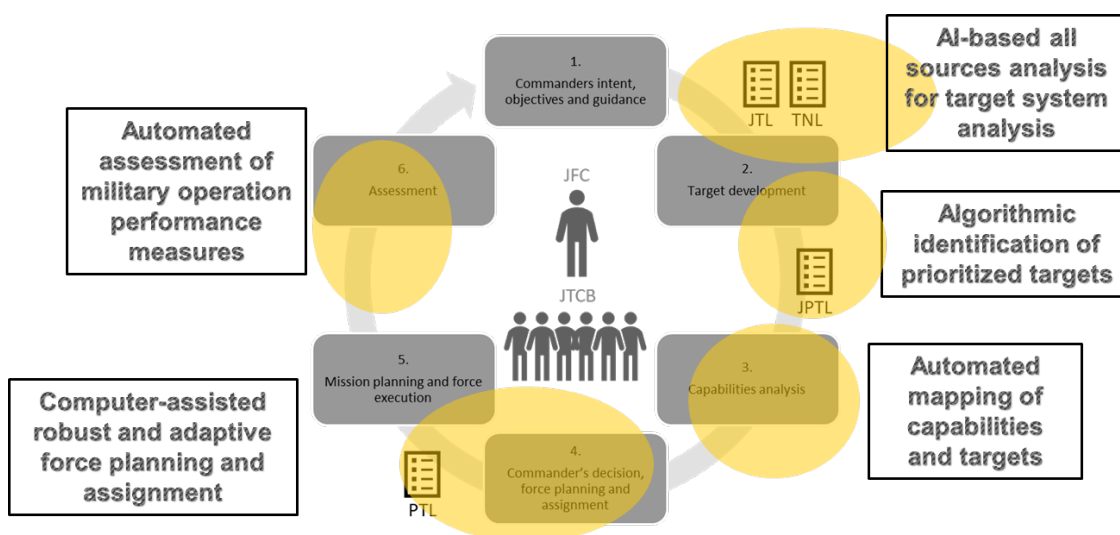 1.
Commanders intent,
objectives and guidance
JTL
TNL
AI-based all
sources analysis
for target system
analysis
2.
Target development
Algorithmic
identification of
prioritized targets
JPTL
3.
Capabilities analysis
Automated
mapping of
capabilities
and targets
4.
Commander’s decision,
force planning and
assignment
PTL
Computer-assisted
robust and adaptive
force planning and
assignment
5.
Mission planning and force
execution
6.
Assessment
Automated
assessment of
military operation
performance
measures
JFC
JTCB